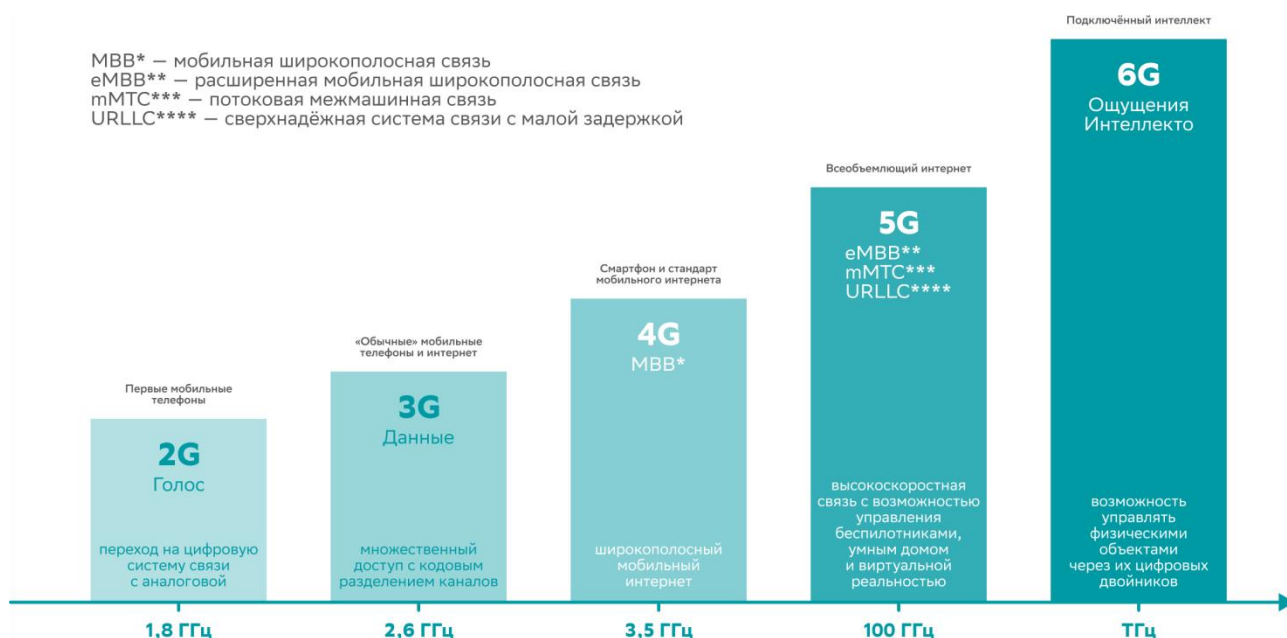 MBB* — мобильная широкополосная связь
eMBB** — расширенная мобильная широкополосная связь
mMTC*** — потоковая межмашинная связь
URLLC**** — сверхнадёжная система связи с малой задержкой
Первые мобильные
телефоны
2G
Голос
переход на цифровую
систему связи
с аналоговой
1,8 ГГц
«Обычные» мобильные
телефоны и интернет
3G
Данные
множественный
доступ с кодовым
разделением каналов
2,6 ГГц
Смартфон и стандарт
мобильного интернета
4G
MBB*
широкополосный
мобильный
интернет
3,5 ГГц
Всеобъемлющий интернет
5G
eMBB**
mMTC***
URLLC****
высокоскоростная
связь с возможностью
управления
беспилотниками,
умным домом
и виртуальной
реальностью
100 ГГц
Подключённый интеллект
6G
Ощущения
Интеллекто
возможность
управлять
физическими
объектами
через их цифровых
двойников
ТГц